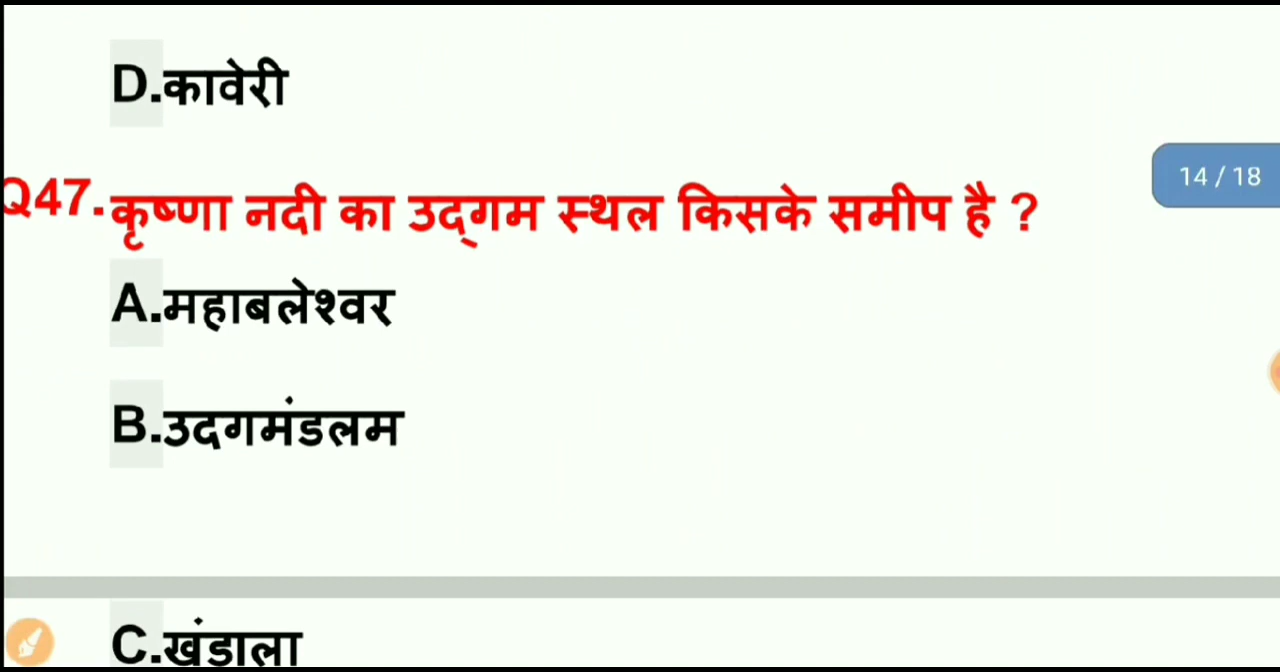 D.कावेरी
14 / 18
Q47.कृष्णा नदी का उद्गम स्थल किसके समीप है ?
A.महाबलेश्वर
B.उदगमंडलम
C.खंडाला